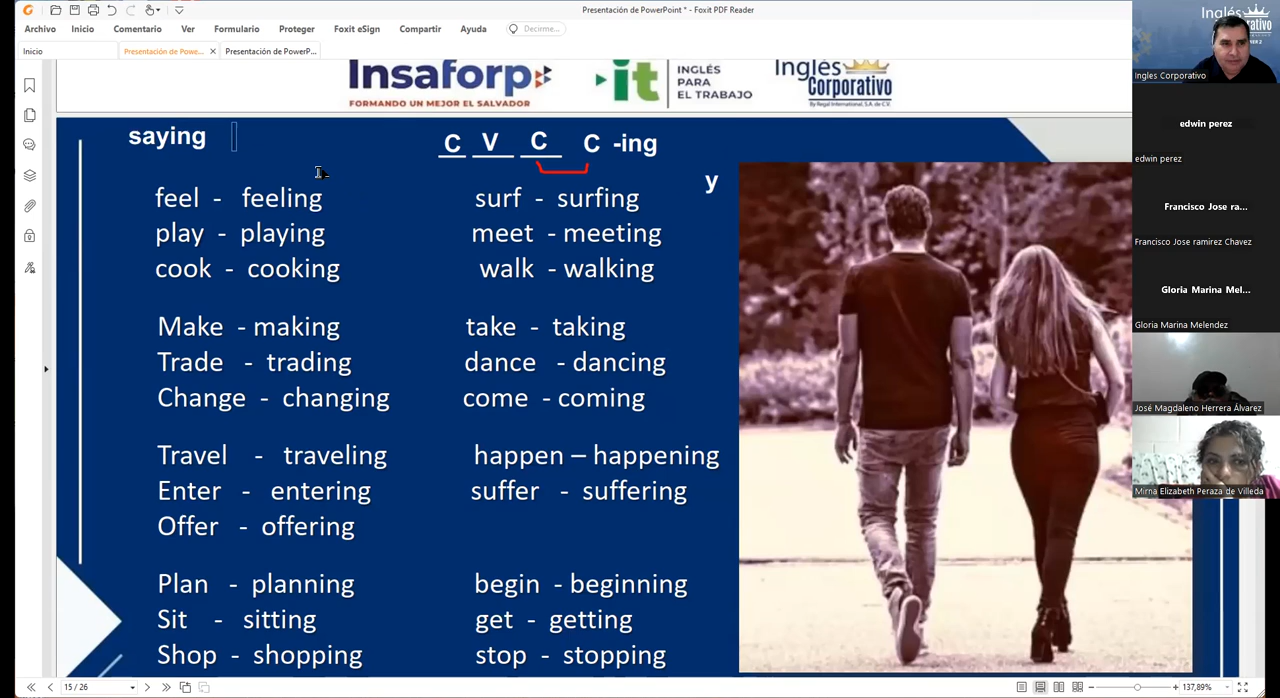 Presentación de PowerPoint * - Foxit PDF Reader
Archivo Inicio Comentario Ver Formulario Proteger Foxit eSign Compartir Ayuda Decirme...
Inicio Presentación de Powe... Presentación de PowerP...
Insaforp
FORMANDO UN MEJOR EL SALVADOR
it
INGLÉS
PARA
EL TRABAJO
Inglés
Corporativo
By Regal International, S.A. de C.V.
saying
C V C C -ing
y
feel - feeling surf - surfing
play - playing meet - meeting
cook - cooking walk - walking
Make - making take - taking
Trade - trading dance - dancing
Change - changing come - coming
Travel - traveling happen – happening
Enter - entering suffer - suffering
Offer - offering
Plan - planning begin - beginning
Sit - sitting get - getting
Shop - shopping stop - stopping
Inglés
Ingles Corporativo
edwin perez
edwin perez
Francisco Jose ra...
Francisco Jose ramirez Chavez
Gloria Marina Mel...
Gloria Marina Melendez
José Magdaleno Herrera Álvarez
Mirna Elizabeth Peraza de Villeda
15 / 26
137,89%